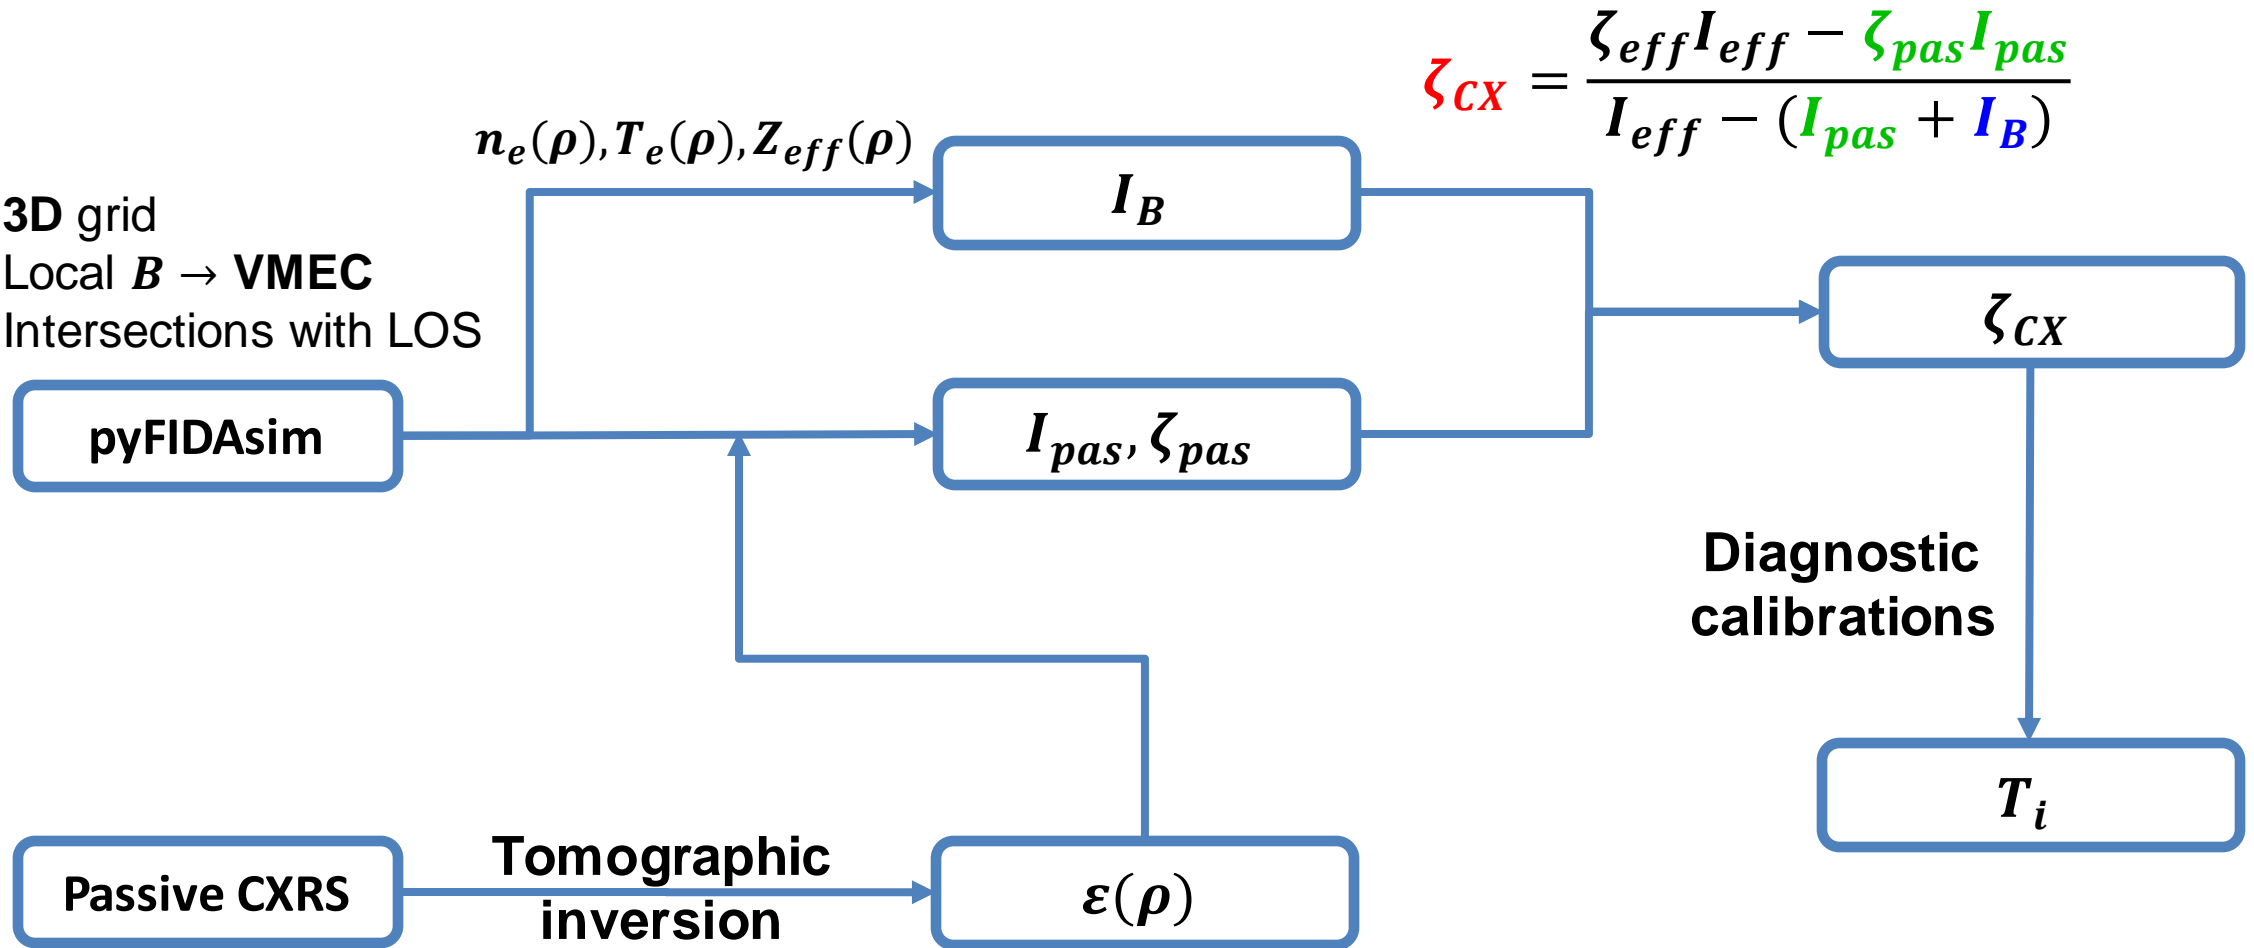 ζ_CX = (ζ_eff I_eff − ζ_pas I_pas) / (I_eff − (I_pas + I_B))
n_e(ρ), T_e(ρ), Z_eff(ρ)
I_B
3D grid
Local B → VMEC
Intersections with LOS
ζ_CX
pyFIDAsim
I_pas, ζ_pas
Diagnostic
calibrations
T_i
Passive CXRS
Tomographic
inversion
ε(ρ)